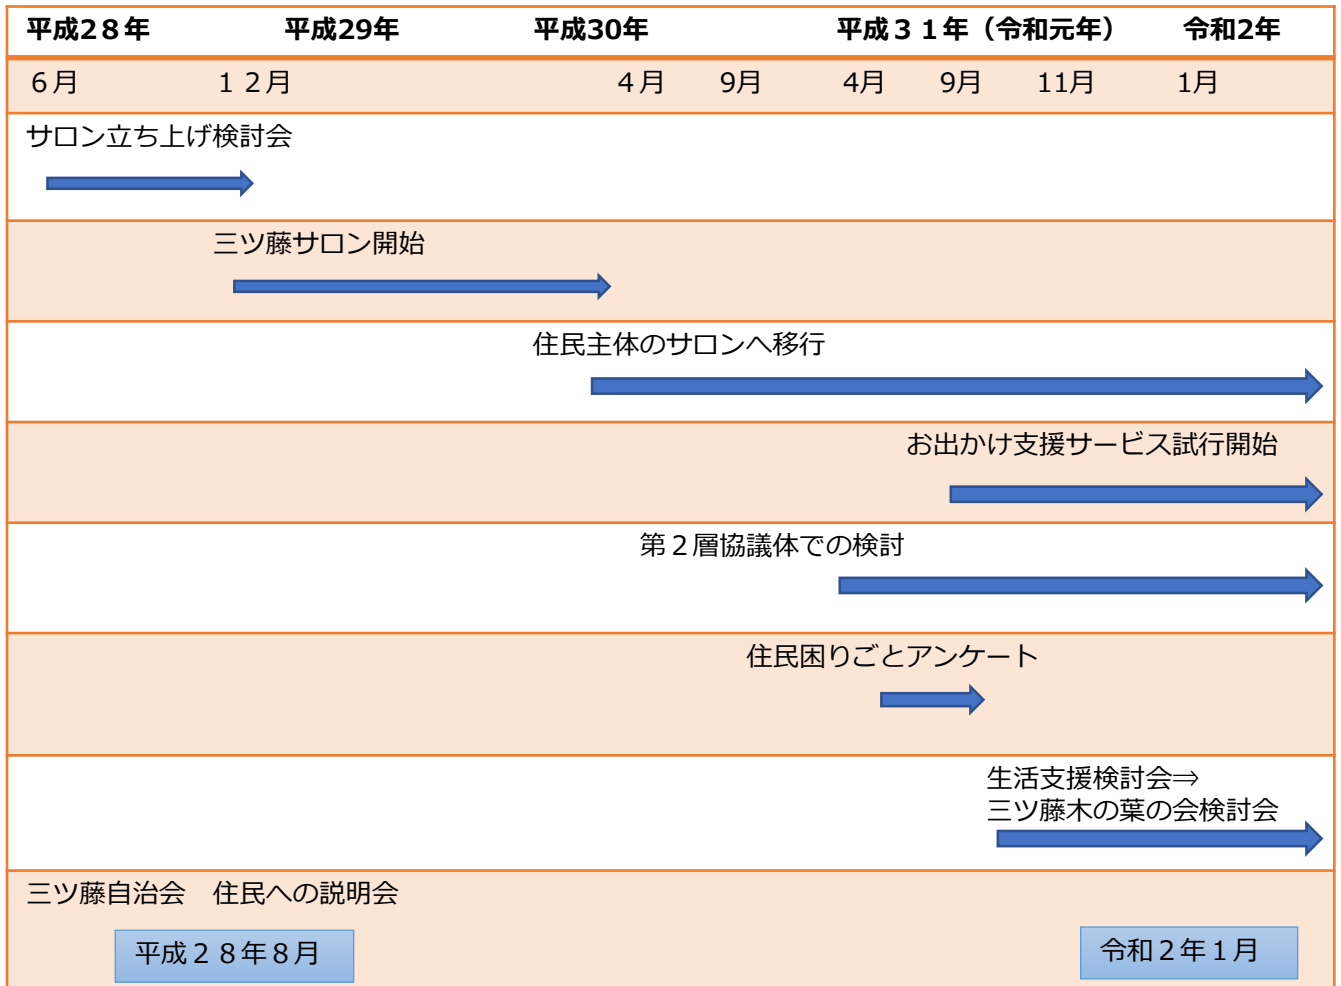 平成28年 平成29年 平成30年 平成31年（令和元年） 令和2年
6月 12月 4月 9月 4月 9月 11月 1月
サロン立ち上げ検討会
三ツ藤サロン開始
住民主体のサロンへ移行
お出かけ支援サービス試行開始
第２層協議体での検討
住民困りごとアンケート
生活支援検討会⇒
三ツ藤木の葉の会検討会
三ツ藤自治会　住民への説明会
平成２８年８月 令和２年１月